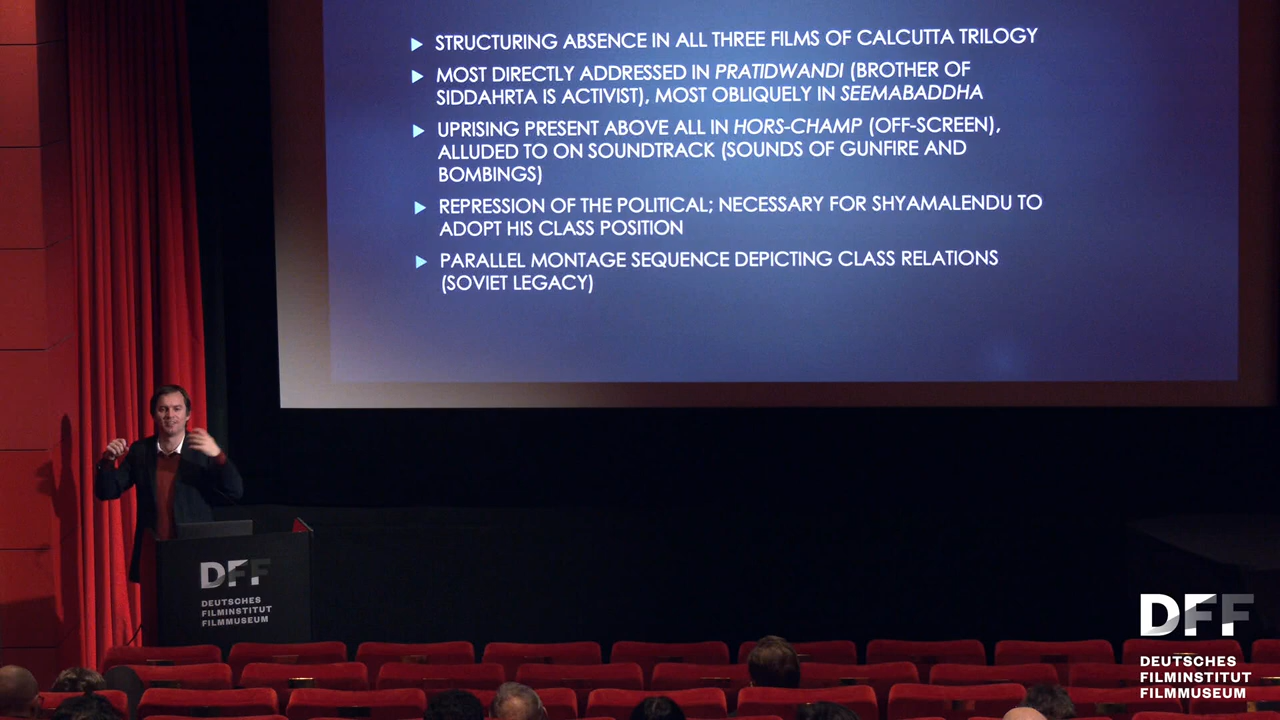 STRUCTURING ABSENCE IN ALL THREE FILMS OF CALCUTTA TRILOGY
MOST DIRECTLY ADDRESSED IN PRATIDWANDI (BROTHER OF
SIDDAHRTA IS ACTIVIST), MOST OBLIQUELY IN SEEMABADDHA
UPRISING PRESENT ABOVE ALL IN HORS-CHAMP (OFF-SCREEN),
ALLUDED TO ON SOUNDTRACK (SOUNDS OF GUNFIRE AND
BOMBINGS)
REPRESSION OF THE POLITICAL; NECESSARY FOR SHYAMALENDU TO
ADOPT HIS CLASS POSITION
PARALLEL MONTAGE SEQUENCE DEPICTING CLASS RELATIONS
(SOVIET LEGACY)
DFF
DEUTSCHES
FILMINSTITUT
FILMMUSEUM
DFF
DEUTSCHES
FILMINSTITUT
FILMMUSEUM